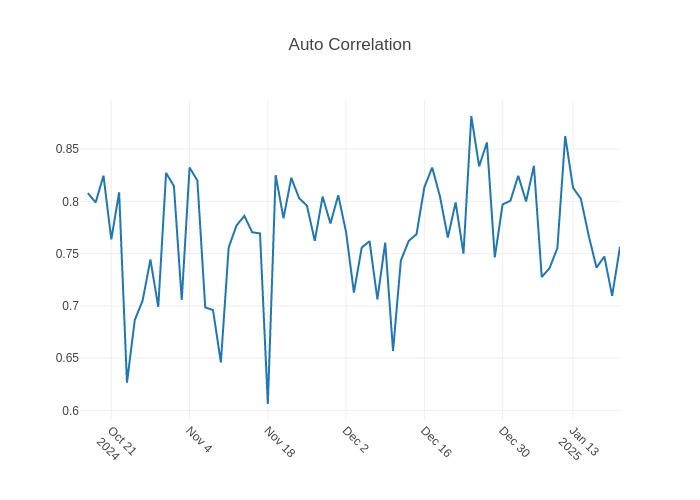 Auto Correlation
0.85
0.8
0.75
0.7
0.65
0.6
Oct 21
2024
Nov 4
Nov 18
Dec 2
Dec 16
Dec 30
Jan 13
2025